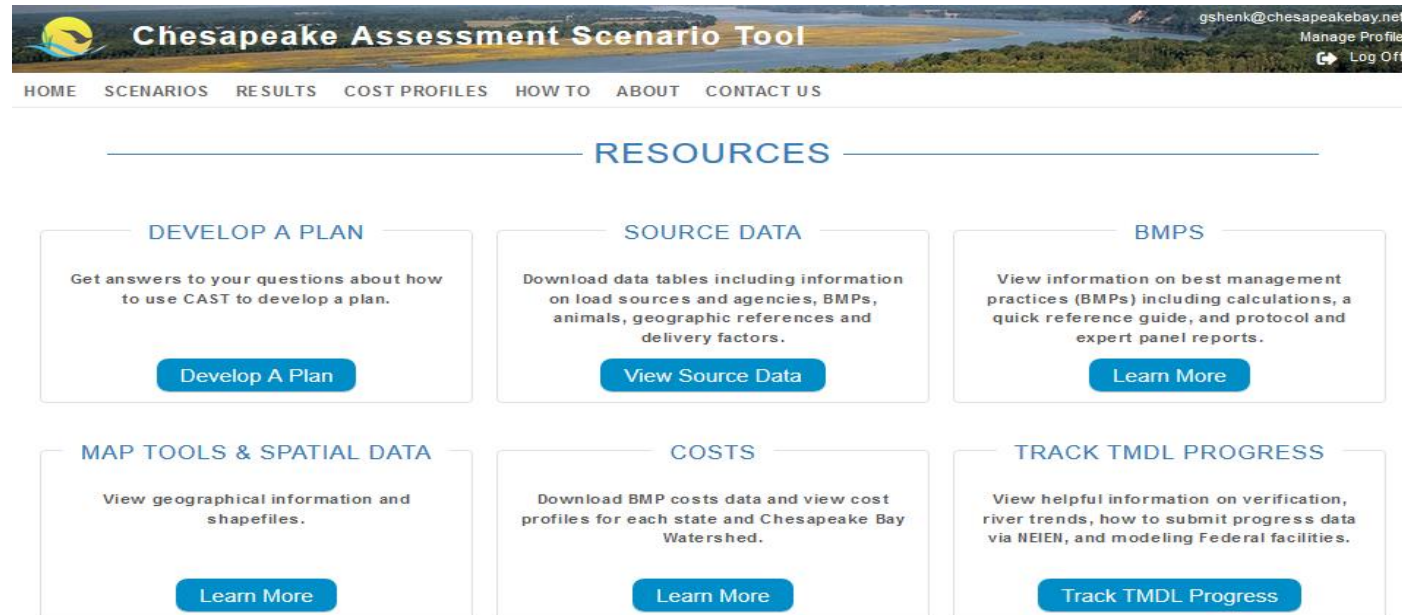 Chesapeake Assessment Scenario Tool
gshenk@chesapeakebay.net
Manage Profile
Log Off
HOME SCENARIOS RESULTS COST PROFILES HOW TO ABOUT CONTACT US
RESOURCES
DEVELOP A PLAN
Get answers to your questions about how
to use CAST to develop a plan.
Develop A Plan
SOURCE DATA
Download data tables including information
on load sources and agencies, BMPs,
animals, geographic references and
delivery factors.
View Source Data
BMPS
View information on best management
practices (BMPs) including calculations, a
quick reference guide, and protocol and
expert panel reports.
Learn More
MAP TOOLS & SPATIAL DATA
View geographical information and
shapefiles.
Learn More
COSTS
Download BMP costs data and view cost
profiles for each state and Chesapeake Bay
Watershed.
Learn More
TRACK TMDL PROGRESS
View helpful information on verification,
river trends, how to submit progress data
via NEIEN, and modeling Federal facilities.
Track TMDL Progress